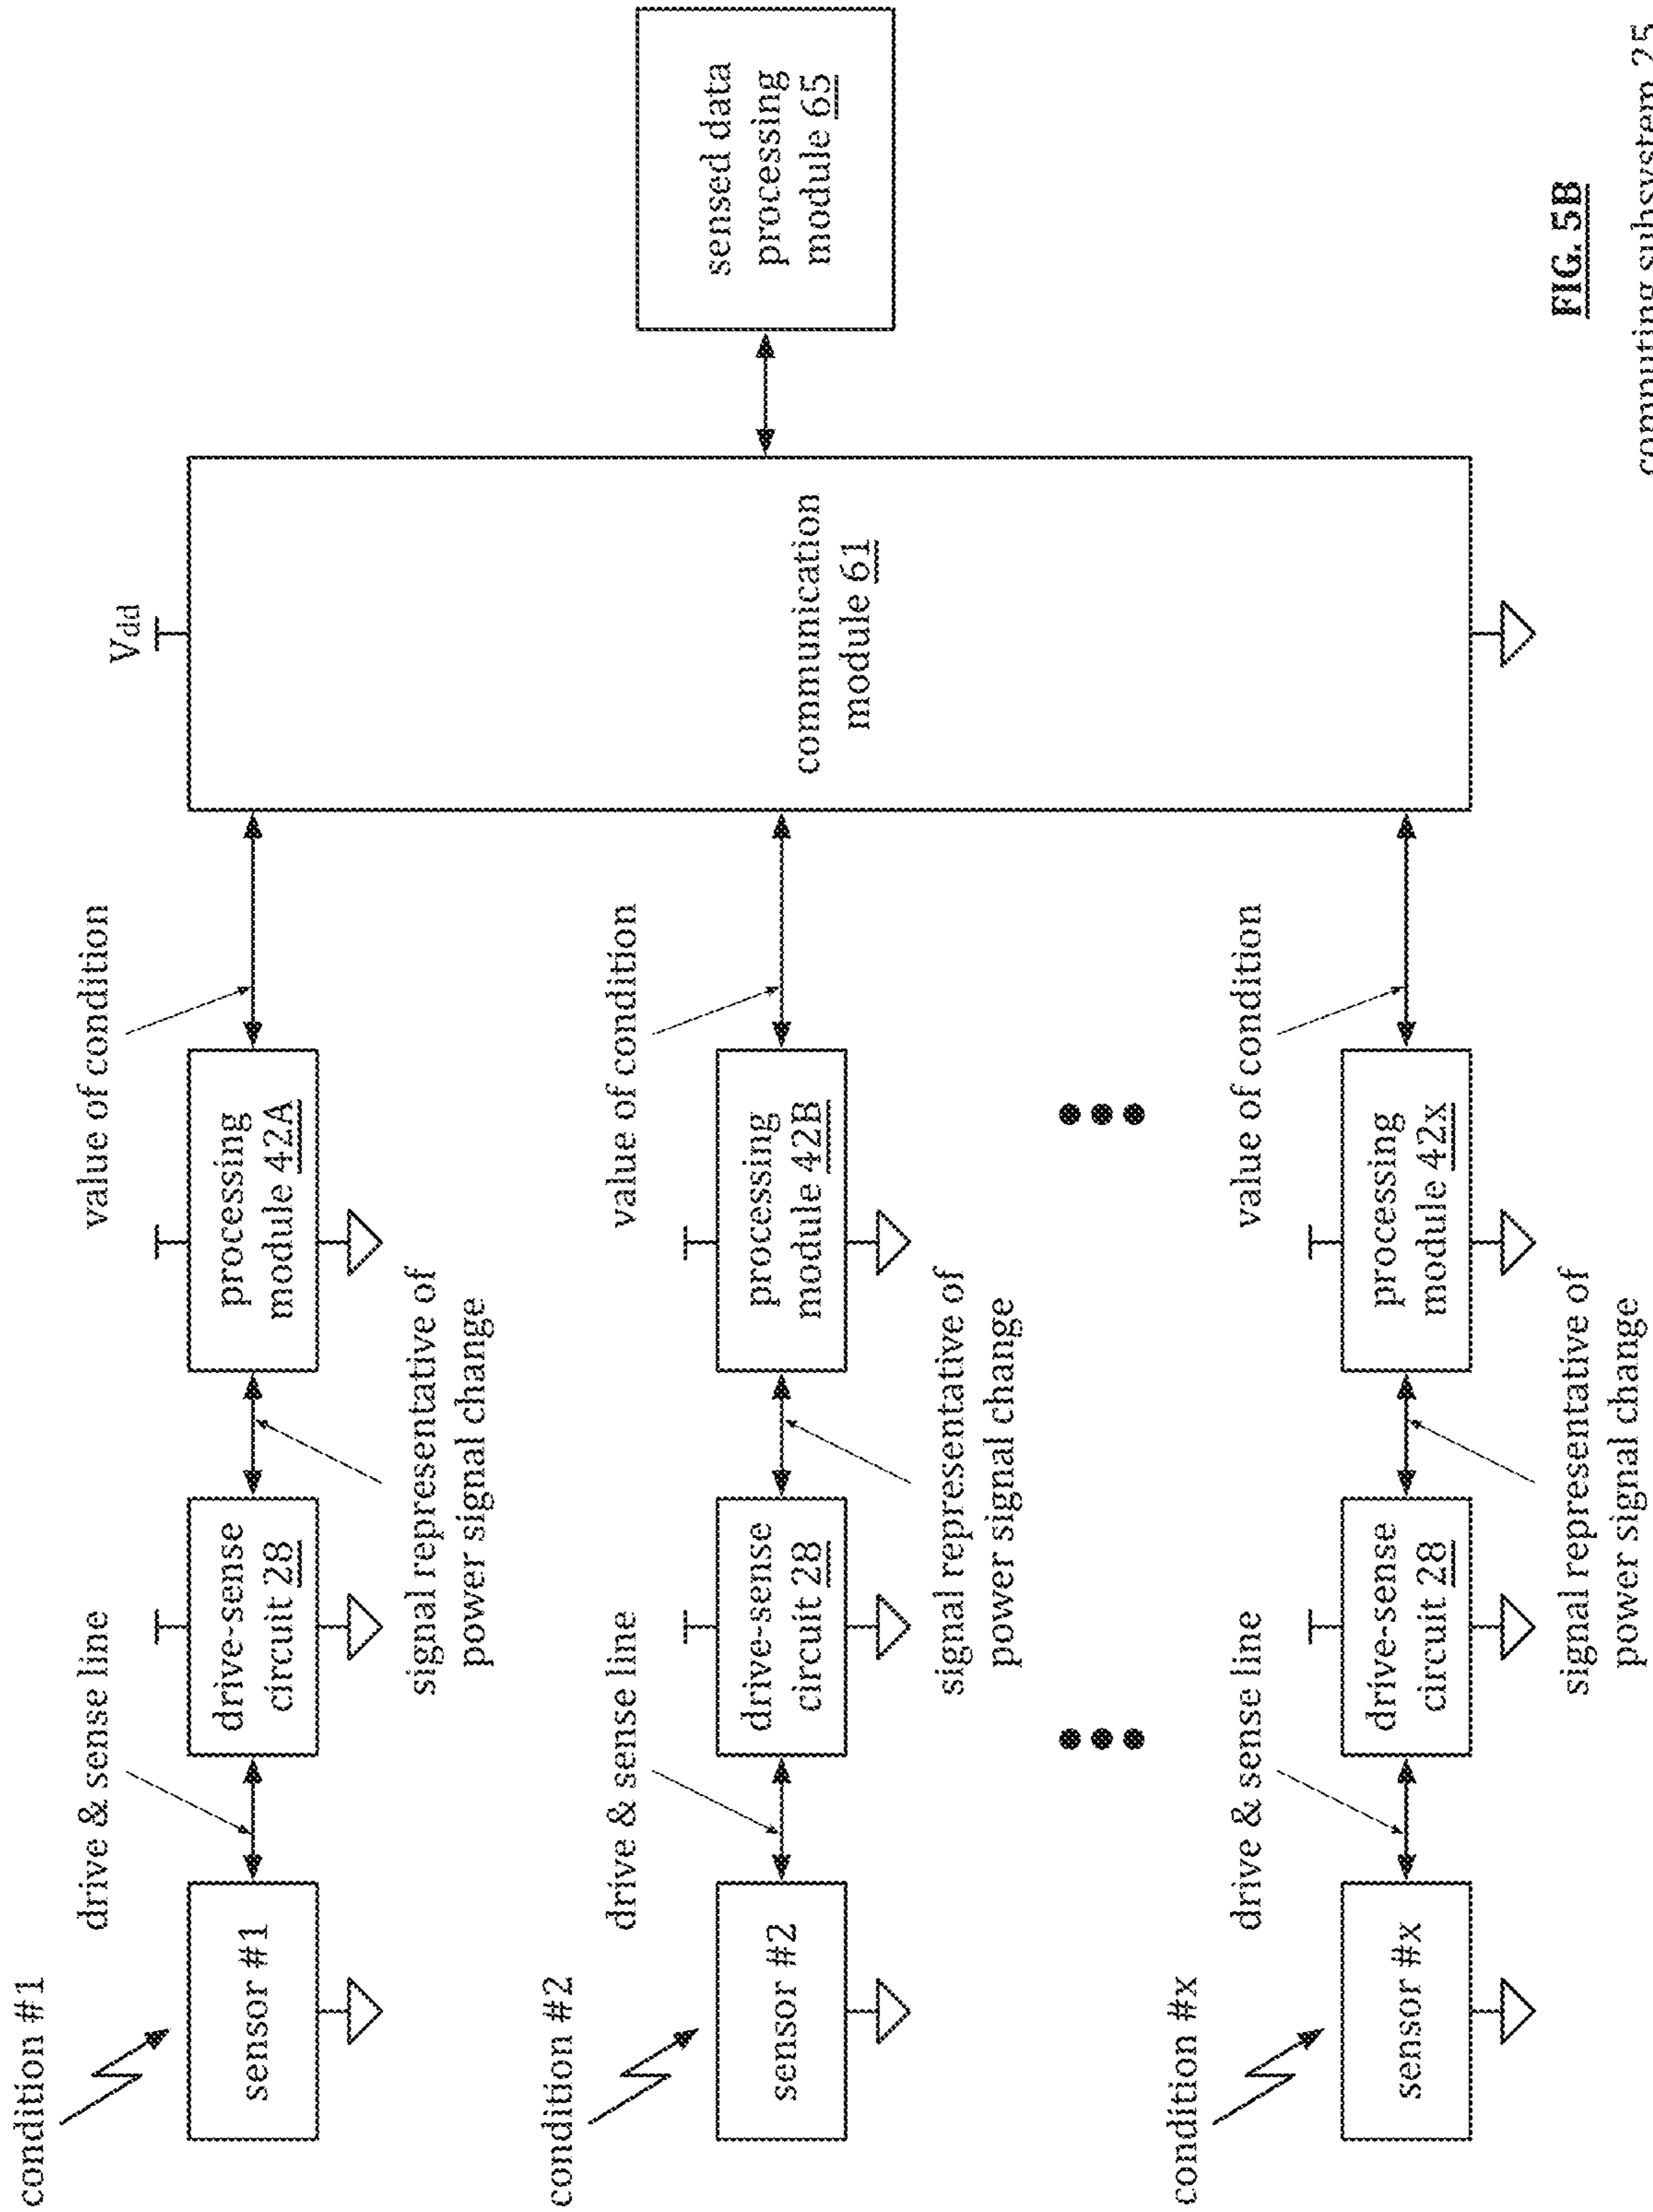 condition #1
drive & sense line
value of condition
Vdd
sensor #1
drive-sense
circuit 28
processing
module 42A
signal representative of
power signal change
condition #2
drive & sense line
value of condition
sensor #2
drive-sense
circuit 28
processing
module 42B
signal representative of
power signal change
communication
module 61
sensed data
processing
module 65
condition #x
drive & sense line
value of condition
sensor #x
drive-sense
circuit 28
processing
module 42x
signal representative of
power signal change
FIG. 5B
computing subsystem 25